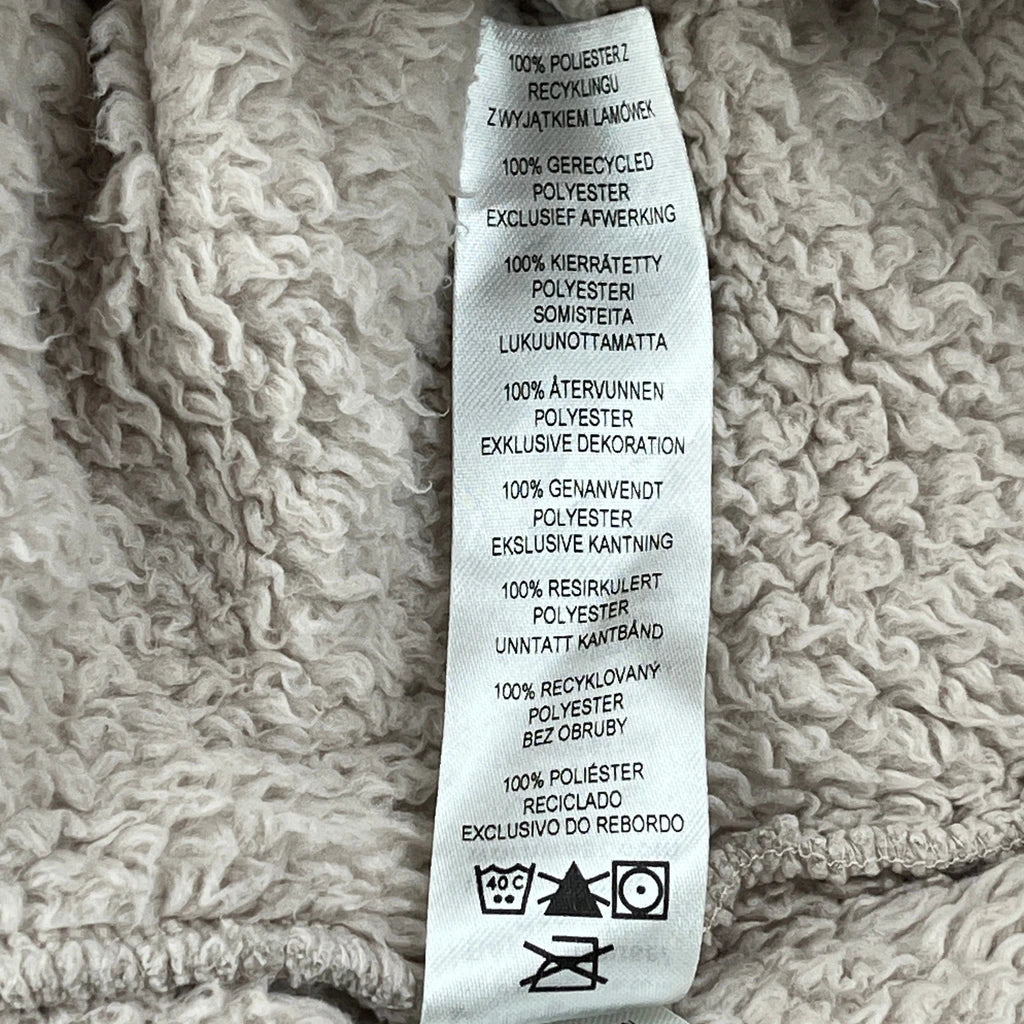 100% POLIESTER Z
RECYKLINGU
Z WYJĄTKIEM LAMÓWEK
100% GERECYCLED
POLYESTER
EXCLUSIEF AFWERKING
100% KIERRÄTETTY
POLYESTERI
SOMISTEITA
LUKUUNOTTAMATTA
100% ÅTERVUNNEN
POLYESTER
EXKLUSIVE DEKORATION
100% GENANVENDT
POLYESTER
EKSLUSIVE KANTNING
100% RESIRKULERT
POLYESTER
UNNTATT KANTBÅND
100% RECYKLOVANÝ
POLYESTER
BEZ OBRUBY
100% POLIÉSTER
RECICLADO
EXCLUSIVO DO REBORDO
40 C